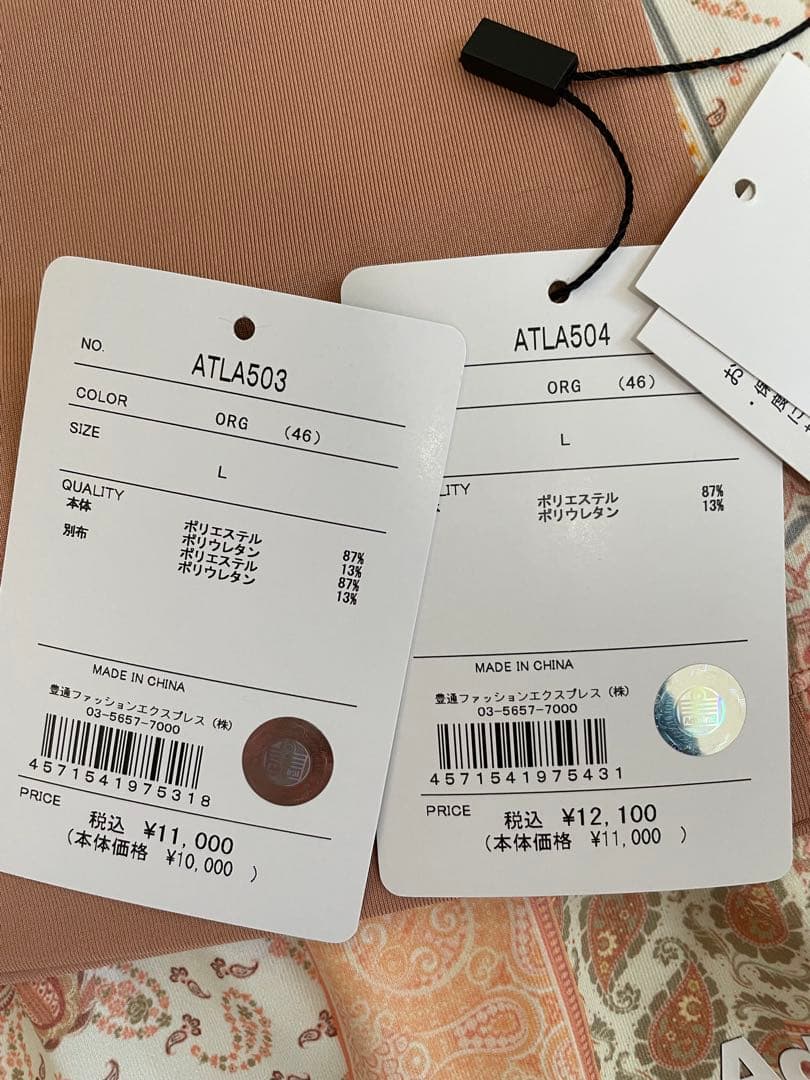 NO. ATLA503
COLOR ORG (46)
SIZE L
QUALITY
本体 ポリエステル 87%
ポリウレタン 13%
別布 ポリエステル 87%
ポリウレタン 13%
MADE IN CHINA
豊通ファッションエクスプレス(株)
03-5657-7000
4571541975318
PRICE 税込 ¥11,000
(本体価格 ¥10,000 )
ATLA504
ORG (46)
L
ITY
ポリエステル 87%
ポリウレタン 13%
MADE IN CHINA
豊通ファッションエクスプレス(株)
03-5657-7000
4571541975431
PRICE 税込 ¥12,100
(本体価格 ¥11,000 )
Ad